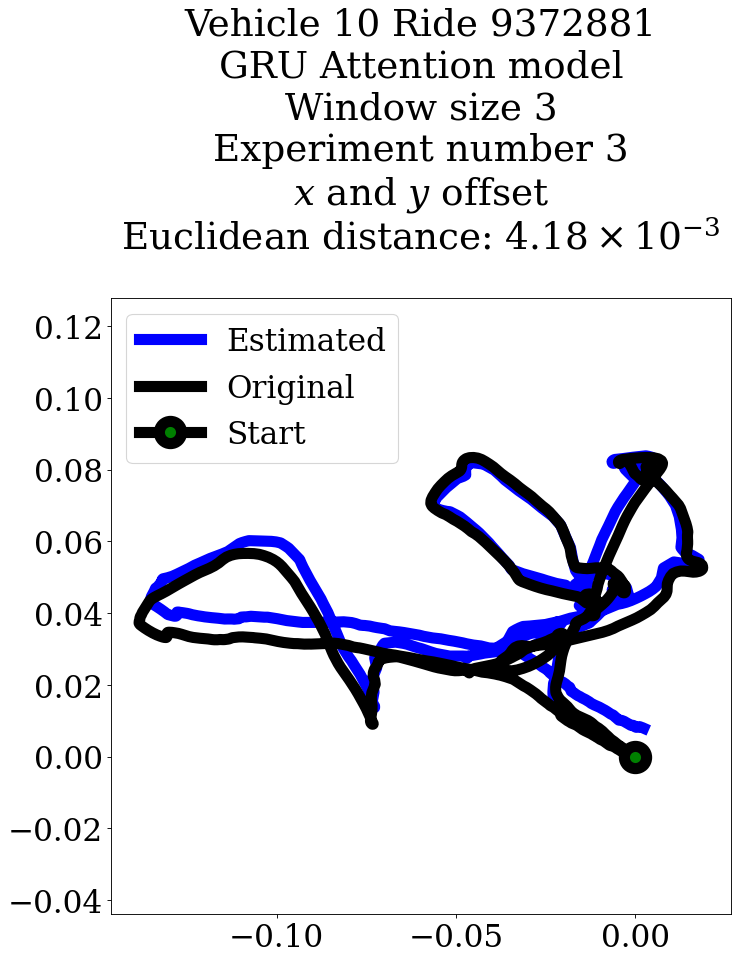 Vehicle 10 Ride 9372881
GRU Attention model
Window size 3
Experiment number 3
x and y offset
Euclidean distance: 4.18 × 10⁻³
Estimated
Original
Start
0.12
0.10
0.08
0.06
0.04
0.02
0.00
−0.02
−0.04
−0.10
−0.05
0.00